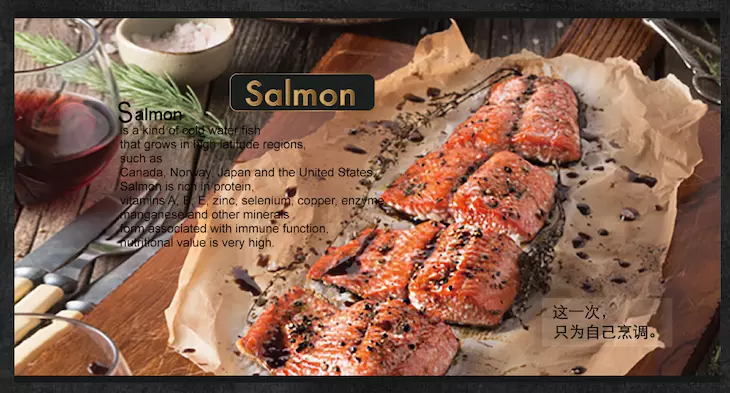 Salmon
Salmon
is a kind of cold water fish
that grows in high latitude regions,
such as
Canada, Norway, Japan and the United States,
Salmon is rich in protein,
vitamins A, B, E, zinc, selenium, copper, enzyme
manganese and other minerals
form associated with immune function,
nutritional value is very high.
这一次，
只为自己烹调。